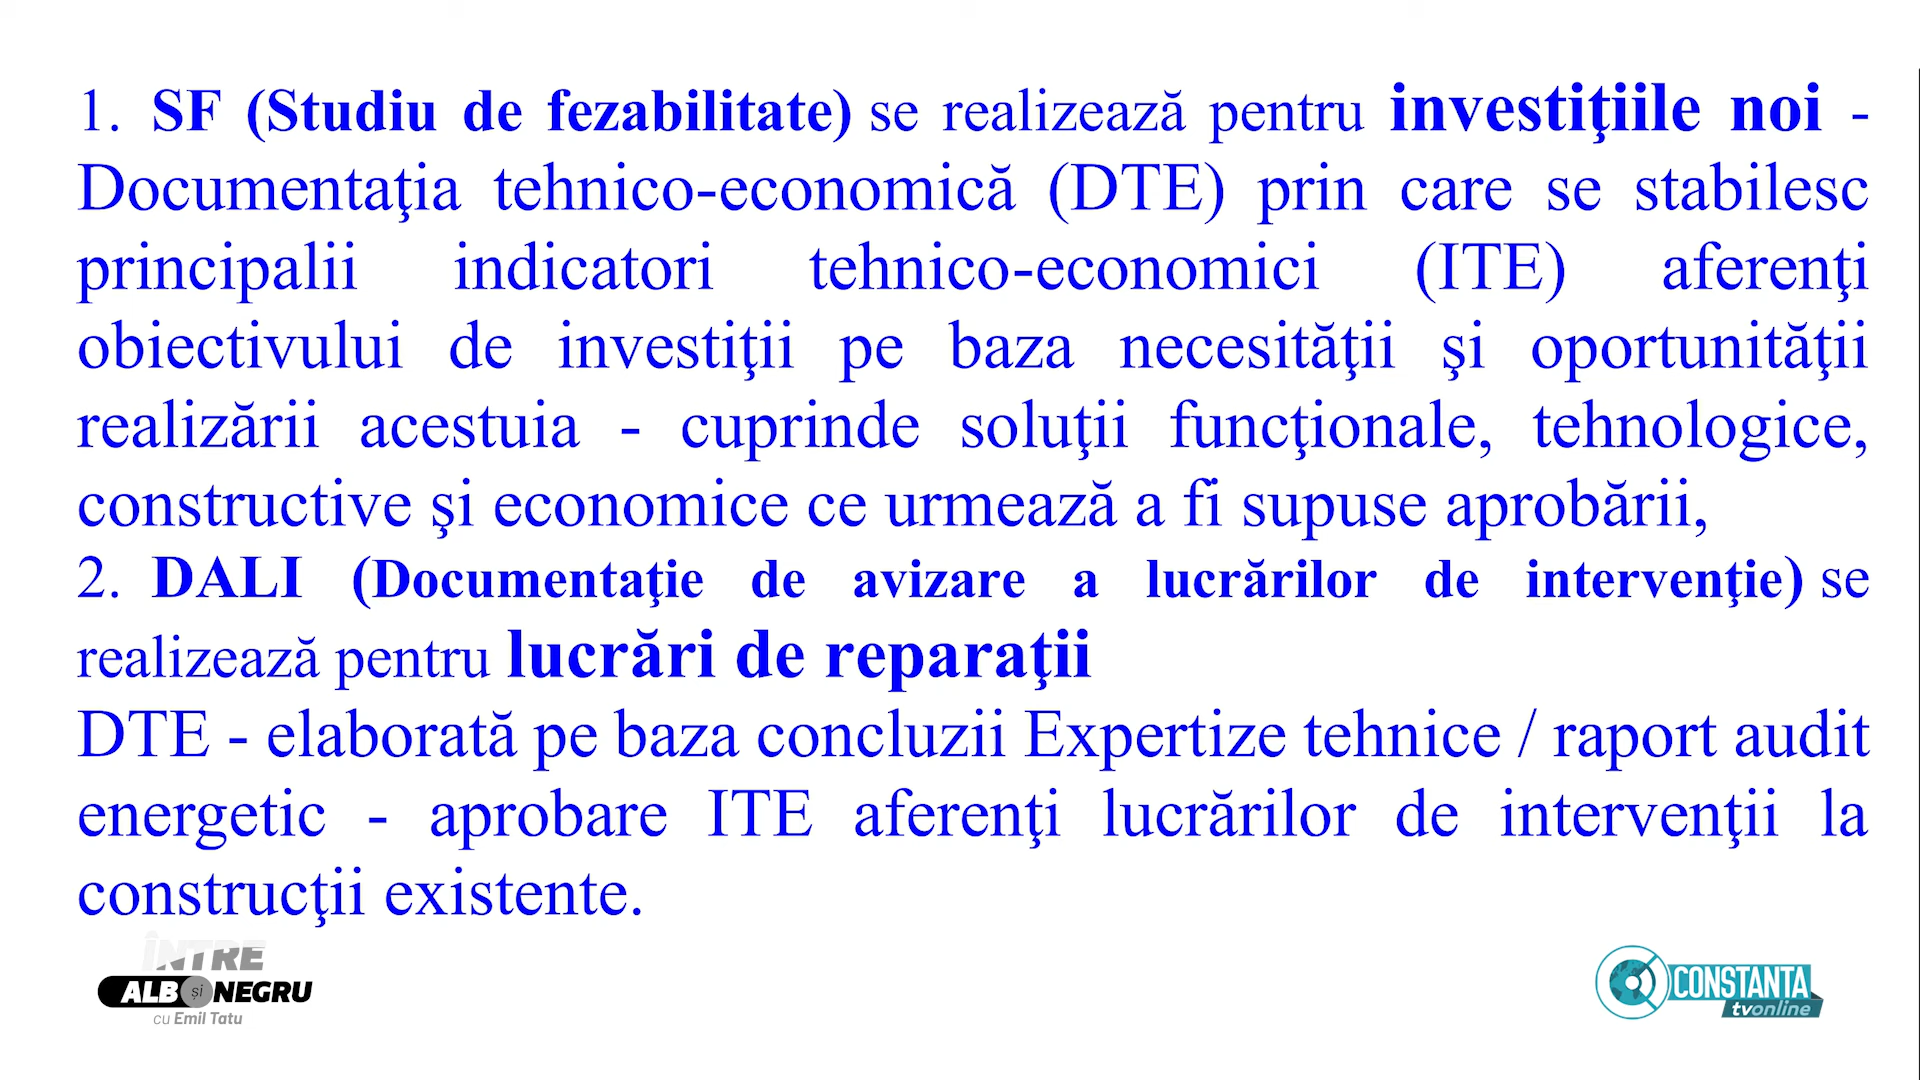 1. SF (Studiu de fezabilitate) se realizează pentru investiţiile noi -
Documentaţia tehnico-economică (DTE) prin care se stabilesc
principalii indicatori tehnico-economici (ITE) aferenţi
obiectivului de investiţii pe baza necesităţii şi oportunităţii
realizării acestuia - cuprinde soluţii funcţionale, tehnologice,
constructive şi economice ce urmează a fi supuse aprobării,
2. DALI (Documentaţie de avizare a lucrărilor de intervenţie) se
realizează pentru lucrări de reparaţii
DTE - elaborată pe baza concluzii Expertize tehnice / raport audit
energetic - aprobare ITE aferenţi lucrărilor de intervenţii la
construcţii existente.
ÎNTRE
ALB și NEGRU
cu Emil Tatu
CONSTANTA
tvonline